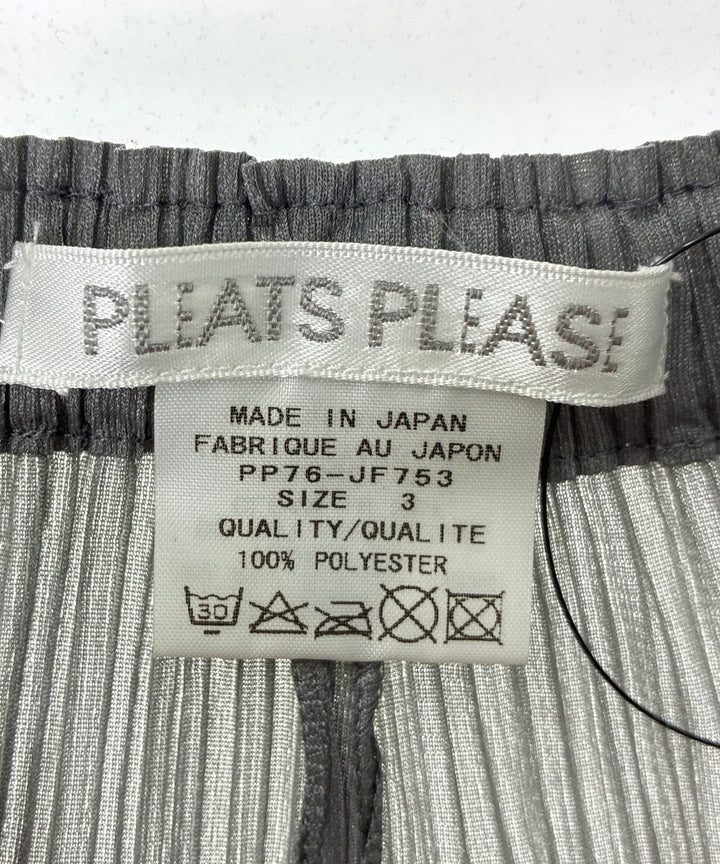 PLEATS PLEASE
MADE IN JAPAN
FABRIQUE AU JAPON
PP76-JF753
SIZE 3
QUALITY/QUALITE
100% POLYESTER
30